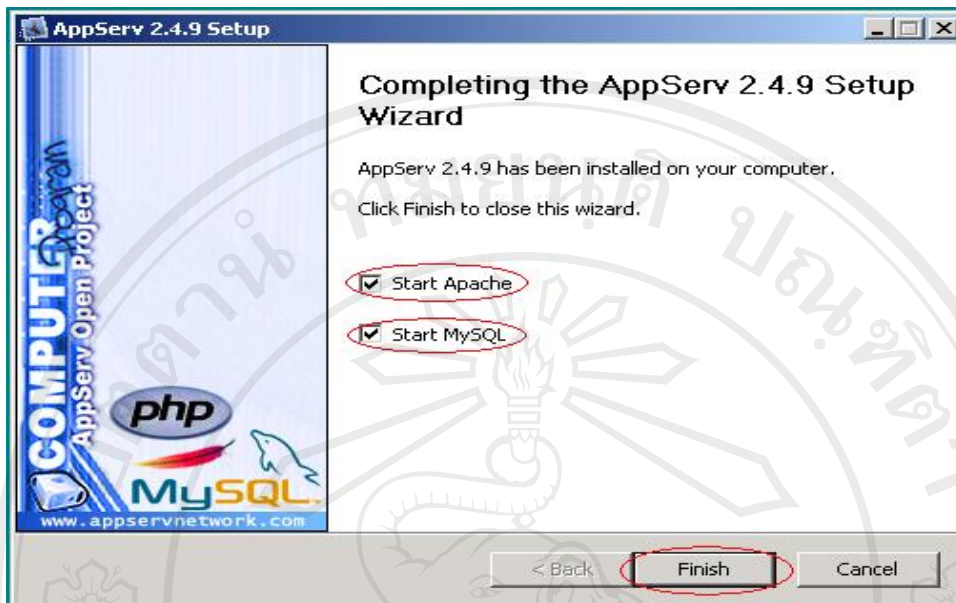 AppServ 2.4.9 Setup
Completing the AppServ 2.4.9 Setup
Wizard
AppServ 2.4.9 has been installed on your computer.
Click Finish to close this wizard.
Start Apache
Start MySQL
COMPUTER
Program
AppServ Open Project
php
MySQL
www.appservnetwork.com
< Back
Finish
Cancel